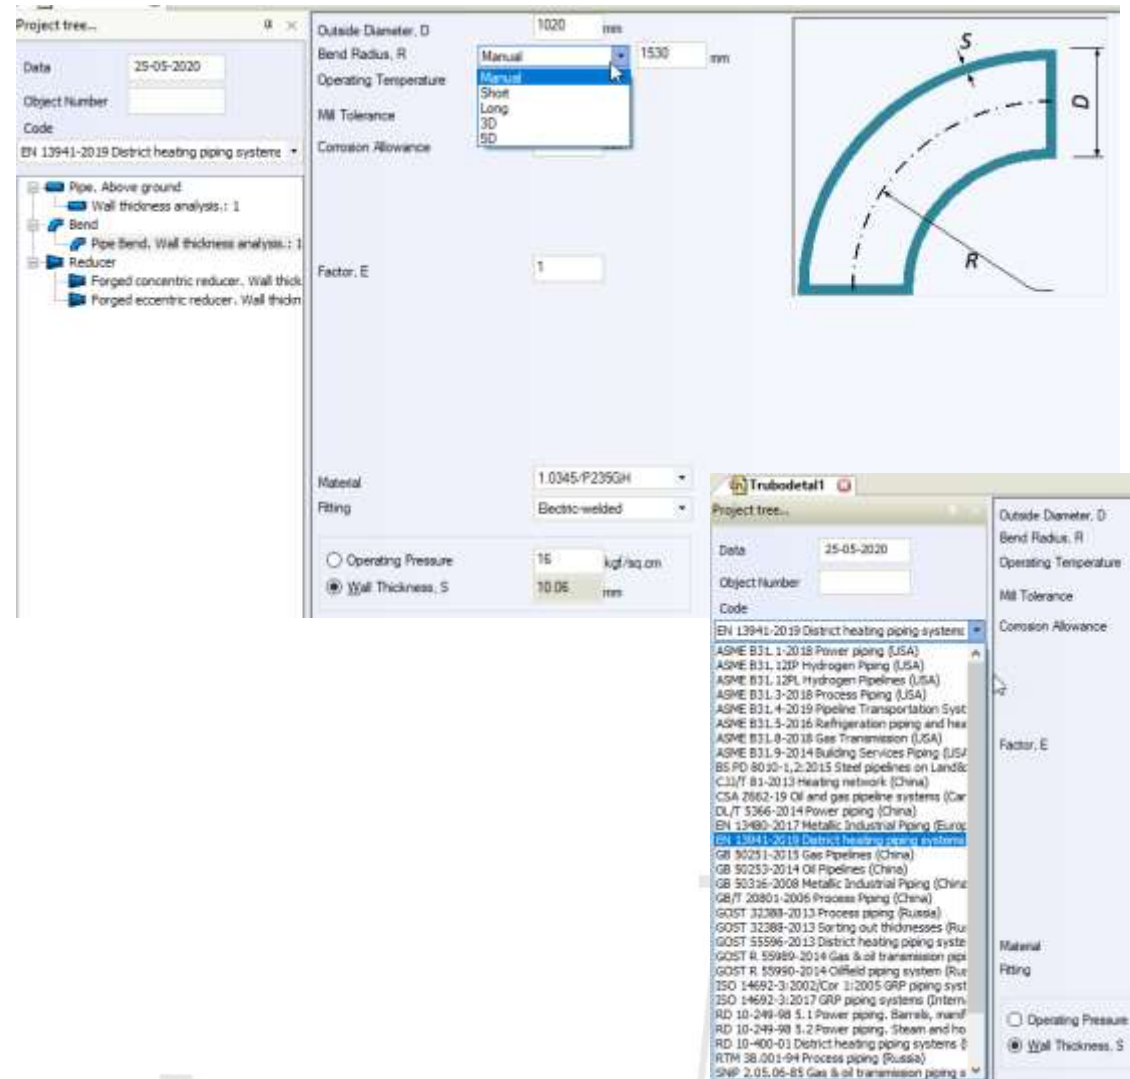 Project tree...
Data 25-05-2020
Object Number
Code
EN 13941-2019 District heating piping systems
Pipe. Above ground
Wall thickness analysis.: 1
Bend
Pipe Bend. Wall thickness analysis.: 1
Reducer
Forged concentric reducer. Wall thick
Forged eccentric reducer. Wall thickn
Outside Diameter, D 1020 mm
Bend Radius, R Manual 1530 mm
Manual
Short
Long
3D
5D
Operating Temperature
Mill Tolerance
Corrosion Allowance
Factor, E 1
Material 1.0345/P235GH
Fitting Electric-welded
Operating Pressure 16 kgf/sq.cm
Wall Thickness, S 10.06 mm
S
D
R
Trubodetal1
Project tree...
Data 25-05-2020
Object Number
Code
EN 13941-2019 District heating piping systems
ASME B31.1-2018 Power piping (USA)
ASME B31.12IP Hydrogen Piping (USA)
ASME B31.12PL Hydrogen Pipelines (USA)
ASME B31.3-2018 Process Piping (USA)
ASME B31.4-2019 Pipeline Transportation Syst
ASME B31.5-2016 Refrigeration piping and hea
ASME B31.8-2018 Gas Transmission (USA)
ASME B31.9-2014 Building Services Piping (USA
BS PD 8010-1,2:2015 Steel pipelines on Land&
CJJ/T 81-2013 Heating network (China)
CSA Z662-19 Oil and gas pipeline systems (Can
DL/T 5366-2014 Power piping (China)
EN 13480-2017 Metallic Industrial Piping (Europ
EN 13941-2019 District heating piping systems
GB 50251-2015 Gas Pipelines (China)
GB 50253-2014 Oil Pipelines (China)
GB 50316-2008 Metallic Industrial Piping (China
GB/T 20801-2006 Process Piping (China)
GOST 32388-2013 Process piping (Russia)
GOST 32388-2013 Sorting out thicknesses (Rus
GOST 55596-2013 District heating piping syste
GOST R 55989-2014 Gas & oil transmission pipi
GOST R 55990-2014 Oilfield piping system (Rus
ISO 14692-3:2002/Cor 1:2005 GRP piping syst
ISO 14692-3:2017 GRP piping systems (Intern
RD 10-249-98 5.1 Power piping. Barrels, manif
RD 10-249-98 5.2 Power piping. Steam and ho
RD 10-400-01 District heating piping systems (
RTM 38.001-94 Process piping (Russia)
SNIP 2.05.06-85 Gas & oil transmission piping s
Outside Diameter, D
Bend Radius, R
Operating Temperature
Mill Tolerance
Corrosion Allowance
Factor, E
Material
Fitting
Operating Pressure
Wall Thickness, S